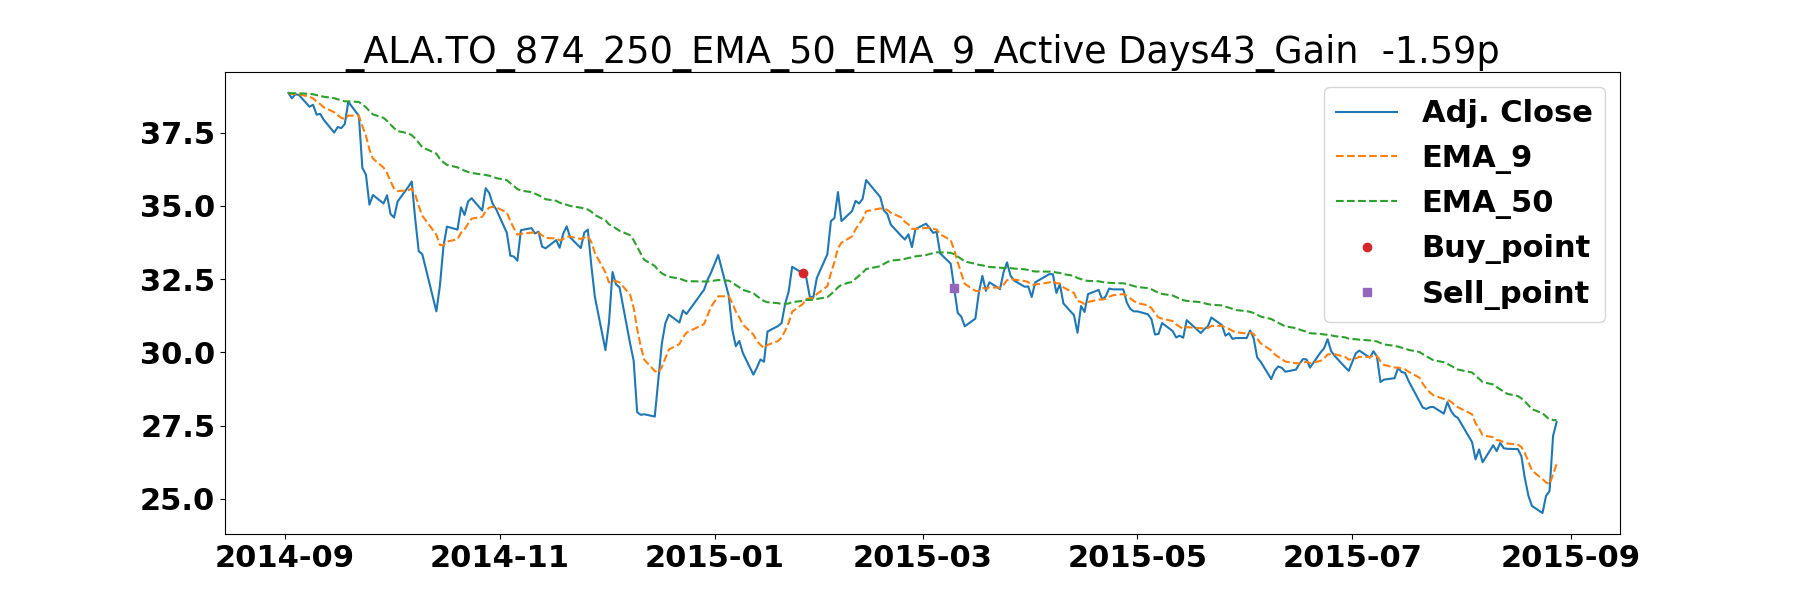 _ALA.TO_874_250_EMA_50_EMA_9_Active Days43_Gain  -1.59p
37.5
35.0
32.5
30.0
27.5
25.0
Adj. Close
EMA_9
EMA_50
Buy_point
Sell_point
2014-09 2014-11 2015-01 2015-03 2015-05 2015-07 2015-09